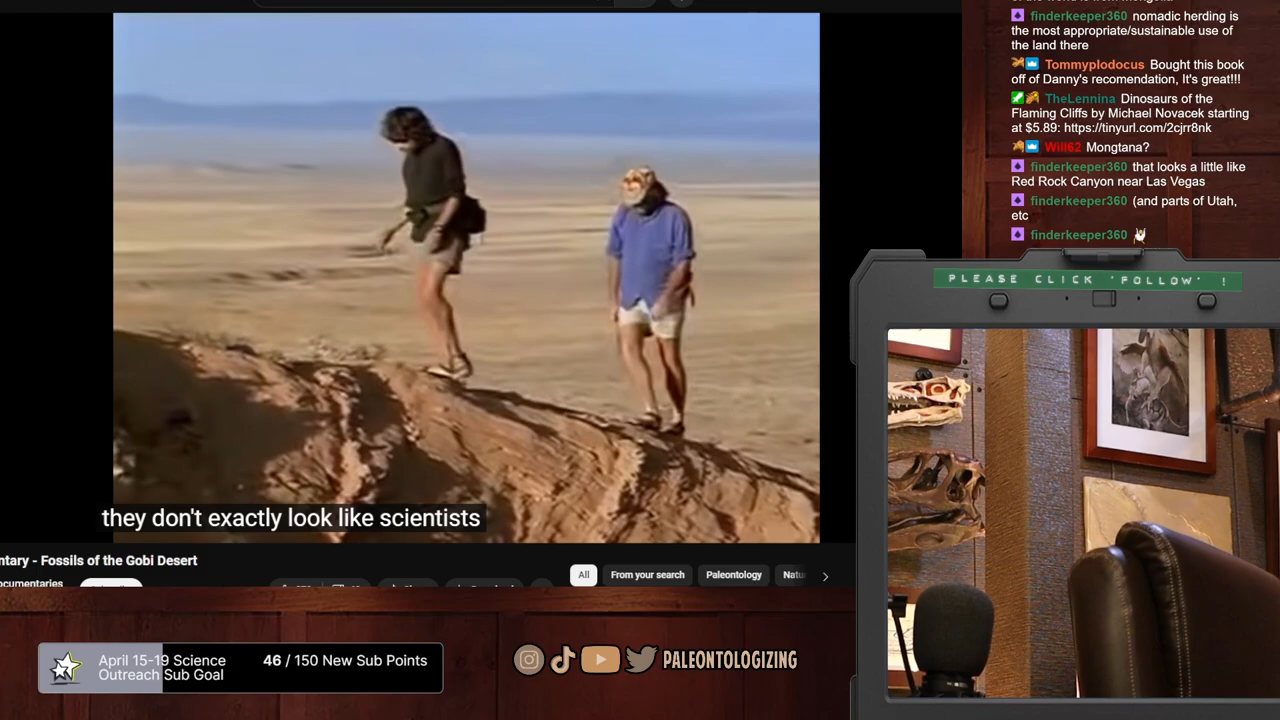 finderkeeper360 nomadic herding is
the most appropriate/sustainable use of
the land there
Tommyplodocus Bought this book
off of Danny's recomendation, It's great!!!
TheLennina Dinosaurs of the
Flaming Cliffs by Michael Novacek starting
at $5.89: https://tinyurl.com/2cjrr8nk
Will62 Mongtana?
finderkeeper360 that looks a little like
Red Rock Canyon near Las Vegas
finderkeeper360 (and parts of Utah,
etc
finderkeeper360
PLEASE CLICK "FOLLOW" !
they don't exactly look like scientists
ntary - Fossils of the Gobi Desert
ocumentaries
All From your search Paleontology Natu
April 15-19 Science
Outreach Sub Goal
46 / 150 New Sub Points
PALEONTOLOGIZING